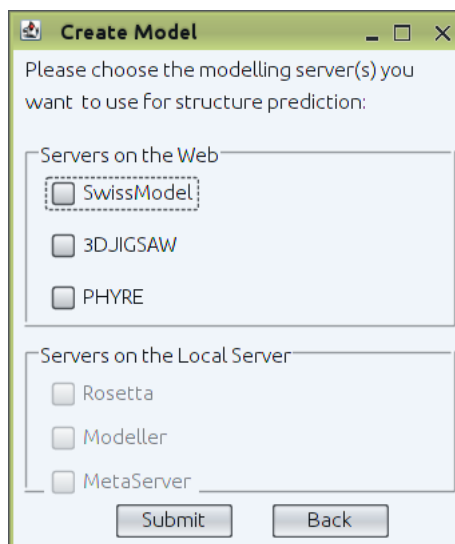 Create Model
Please choose the modelling server(s) you
want to use for structure prediction:
Servers on the Web
SwissModel
3DJIGSAW
PHYRE
Servers on the Local Server
Rosetta
Modeller
MetaServer
Submit Back